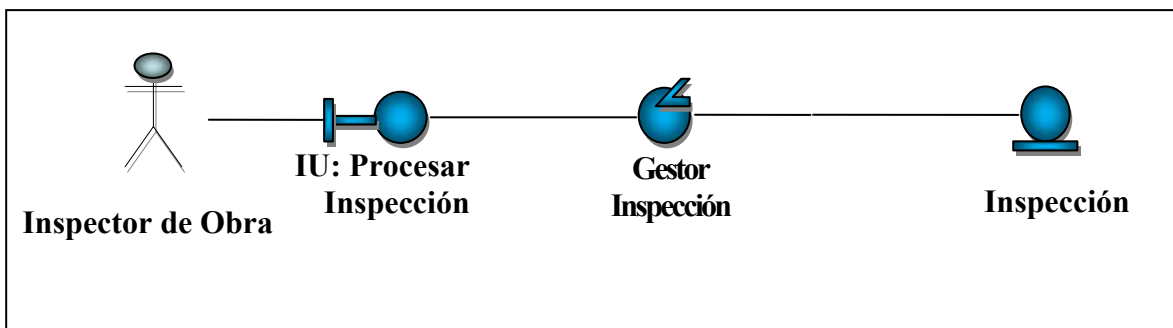 IU: Procesar
Inspección
Gestor
Inspección
Inspección
Inspector de Obra